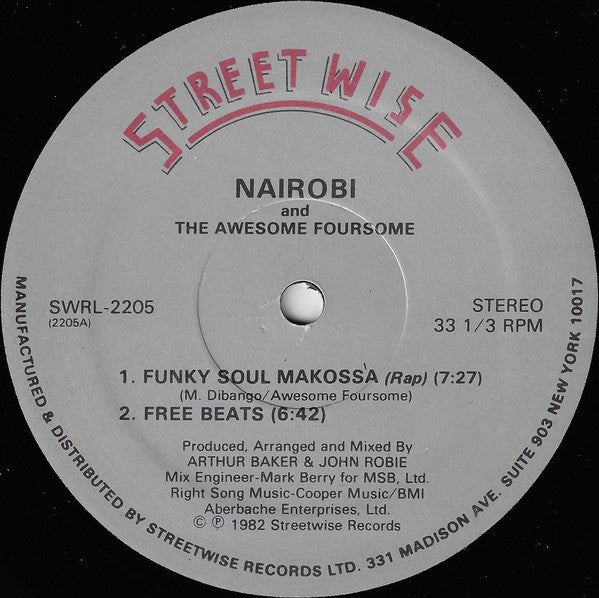 STREETWISE
NAIROBI
and
THE AWESOME FOURSOME
SWRL-2205
(2205A)
STEREO
33 1/3 RPM
1. FUNKY SOUL MAKOSSA (Rap) (7:27)
(M. Dibango/Awesome Foursome)
2. FREE BEATS (6:42)
Produced, Arranged and Mixed By
ARTHUR BAKER & JOHN ROBIE
Mix Engineer-Mark Berry for MSB, Ltd.
Right Song Music-Cooper Music/BMI
Aberbache Enterprises, Ltd.
© ℗ 1982 Streetwise Records
MANUFACTURED & DISTRIBUTED BY STREETWISE RECORDS LTD. 331 MADISON AVE. SUITE 903 NEW YORK 10017